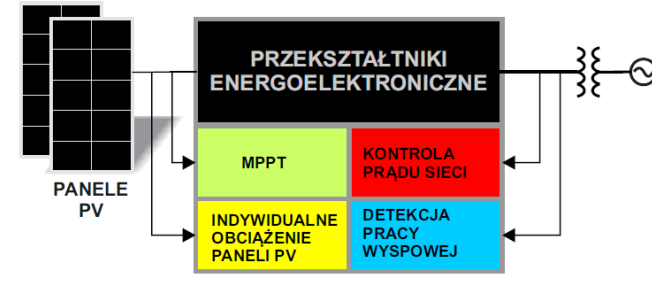 PRZEKSZTAŁTNIKI
ENERGOELEKTRONICZNE
MPPT
KONTROLA
PRĄDU SIECI
PANELE
PV
INDYWIDUALNE
OBCIĄŻENIE
PANELI PV
DETEKCJA
PRACY
WYSPOWEJ